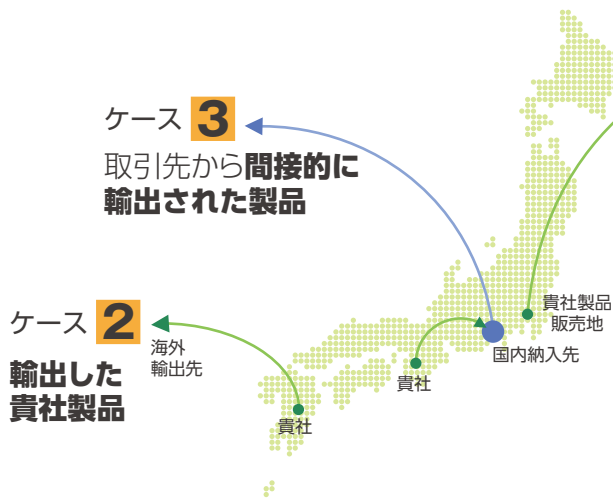 ケース 3
取引先から間接的に
輸出された製品
ケース 2
海外
輸出先
輸出した
貴社製品
貴社
貴社
国内納入先
貴社製品
販売地